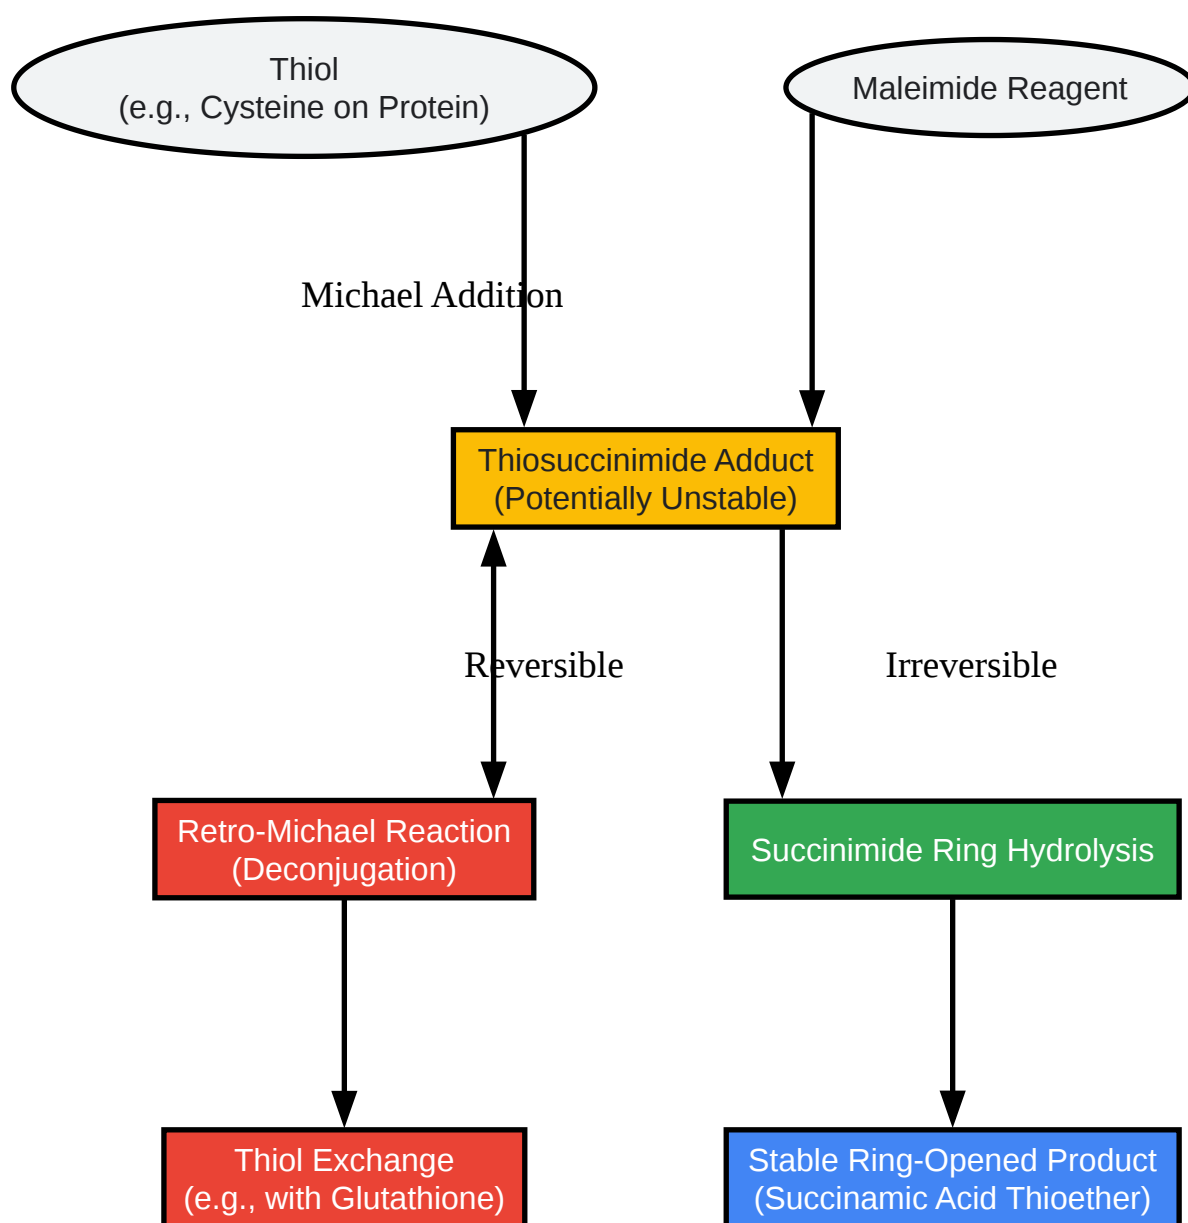 Thiol
(e.g., Cysteine on Protein)
Maleimide Reagent
Michael Addition
Thiosuccinimide Adduct
(Potentially Unstable)
Reversible
Irreversible
Retro-Michael Reaction
(Deconjugation)
Succinimide Ring Hydrolysis
Thiol Exchange
(e.g., with Glutathione)
Stable Ring-Opened Product
(Succinamic Acid Thioether)